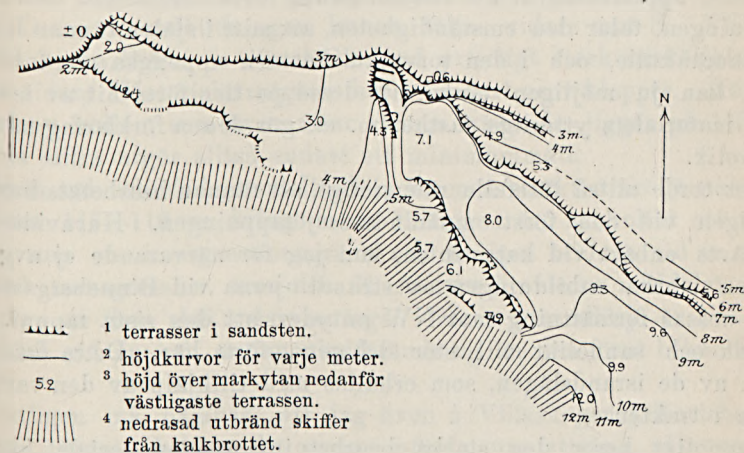 ± 0
2.0
2m
2.4
3m
3.0
4m
4.3
7.1
0.6
4.9
5.3
3m
4m
N
5m
5.7
5.7
6.1
8.0
5m
6m
7m
8m
9.6
9m
9.9
10m
11m
12.0
12m
1 terrasser i sandsten.
2 höjdkurvor för varje meter.
5.2
3 höjd över markytan nedanför
västligaste terrassen.
4 nedrasad utbränd skiffer
från kalkbrottet.